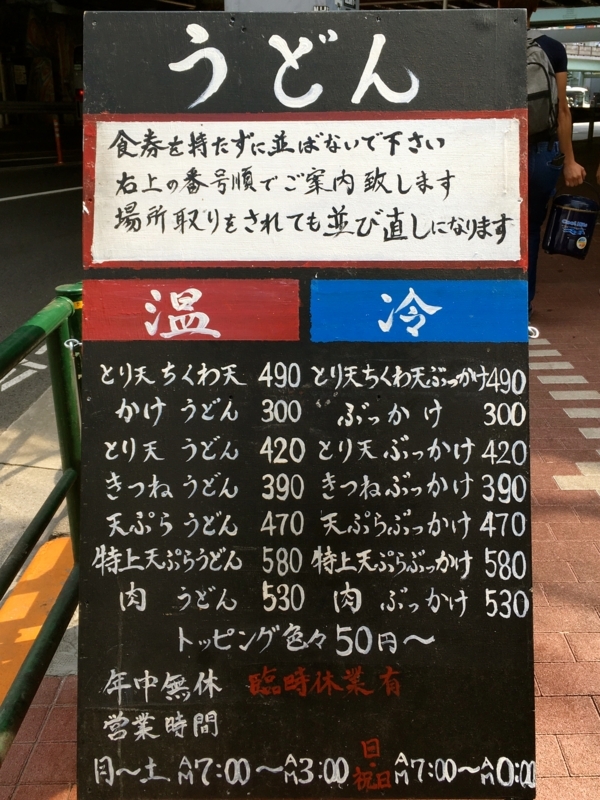 うどん
食券を持たずに並ばないで下さい
右上の番号順でご案内致します
場所取りをされても並び直しになります
温 冷
とり天ちくわ天 490 とり天ちくわ天ぶっかけ 490
かけうどん 300 ぶっかけ 300
とり天うどん 420 とり天ぶっかけ 420
きつねうどん 390 きつねぶっかけ 390
天ぷらうどん 470 天ぷらぶっかけ 470
特上天ぷらうどん 580 特上天ぷらぶっかけ 580
肉うどん 530 肉ぶっかけ 530
トッピング色々50円〜
年中無休 臨時休業有
営業時間
月〜土 AM7:00〜AM3:00 日・祝日 AM7:00〜AM0:00